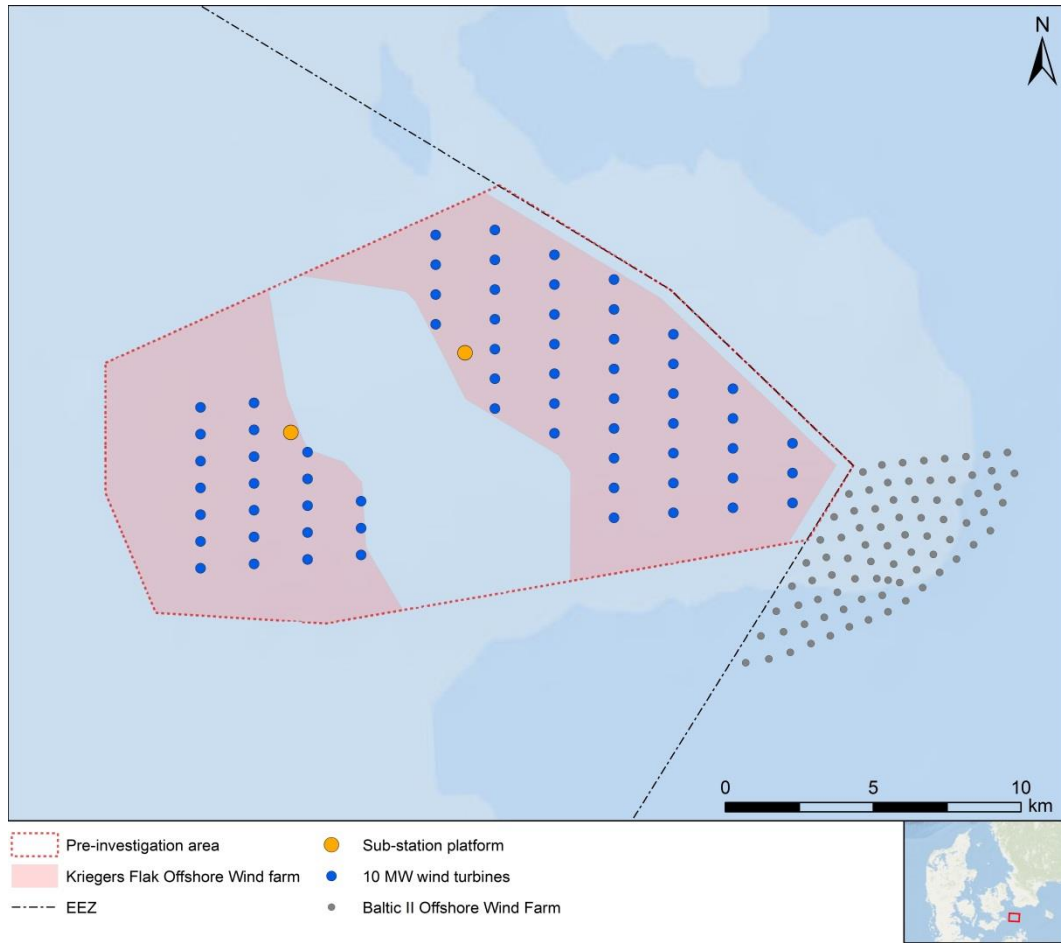 N
0 5 10
km
Pre-investigation area
Sub-station platform
Kriegers Flak Offshore Wind farm
10 MW wind turbines
EEZ
Baltic II Offshore Wind Farm